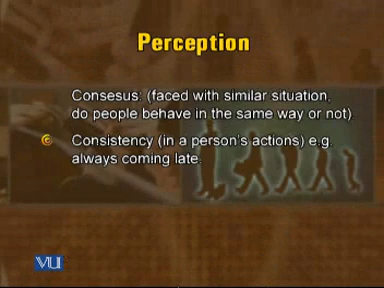 Perception
Consesus: (faced with similar situation,
do people behave in the same way or not).
Consistency (in a person's actions) e.g.
always coming late.
VU